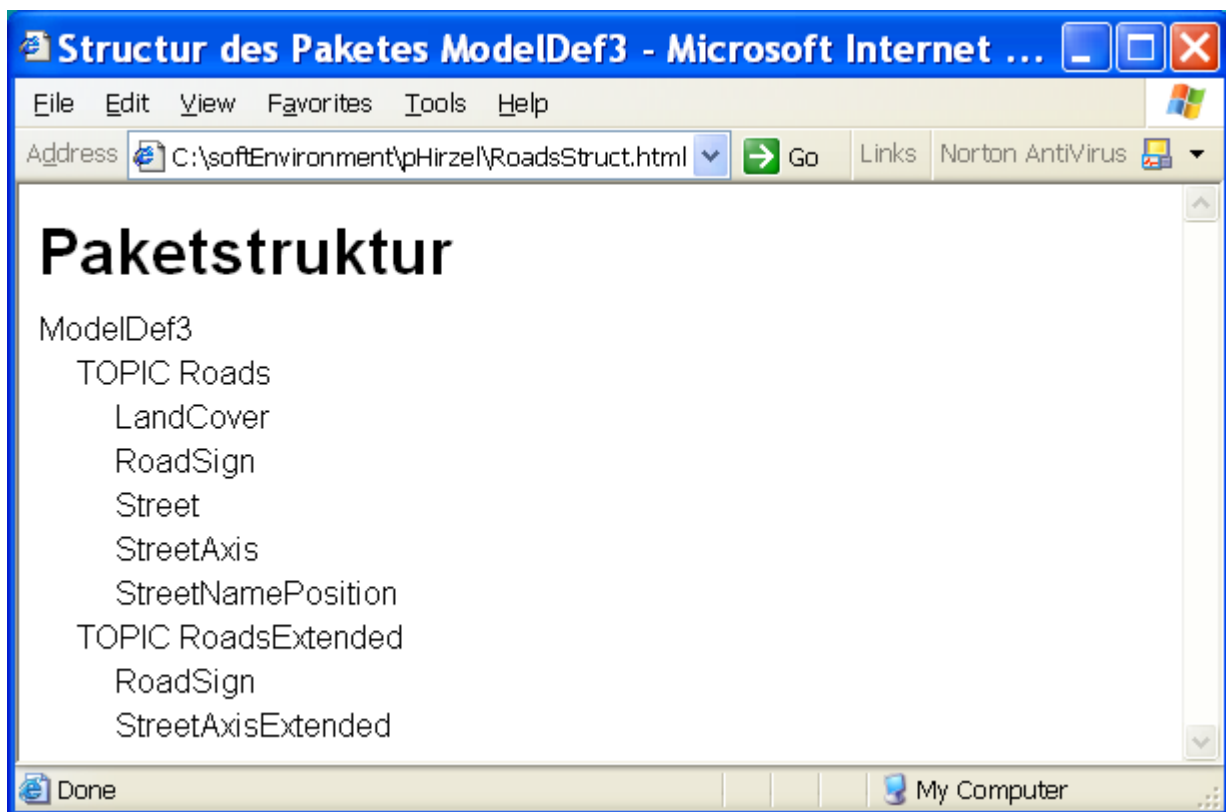 Structur des Paketes ModelDef3 - Microsoft Internet ...
File Edit View Favorites Tools Help
Address C:\softEnvironment\pHirzel\RoadsStruct.html Go Links Norton AntiVirus
Paketstruktur
ModelDef3
TOPIC Roads
LandCover
RoadSign
Street
StreetAxis
StreetNamePosition
TOPIC RoadsExtended
RoadSign
StreetAxisExtended
Done My Computer